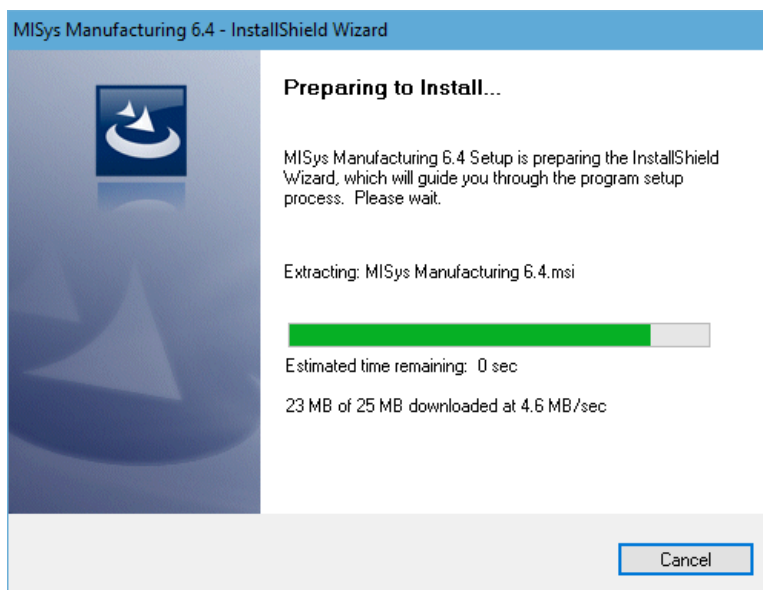 MISys Manufacturing 6.4 - InstallShield Wizard
Preparing to Install...
MISys Manufacturing 6.4 Setup is preparing the InstallShield
Wizard, which will guide you through the program setup
process.  Please wait.
Extracting: MISys Manufacturing 6.4.msi
Estimated time remaining:  0 sec
23 MB of 25 MB downloaded at 4.6 MB/sec
Cancel